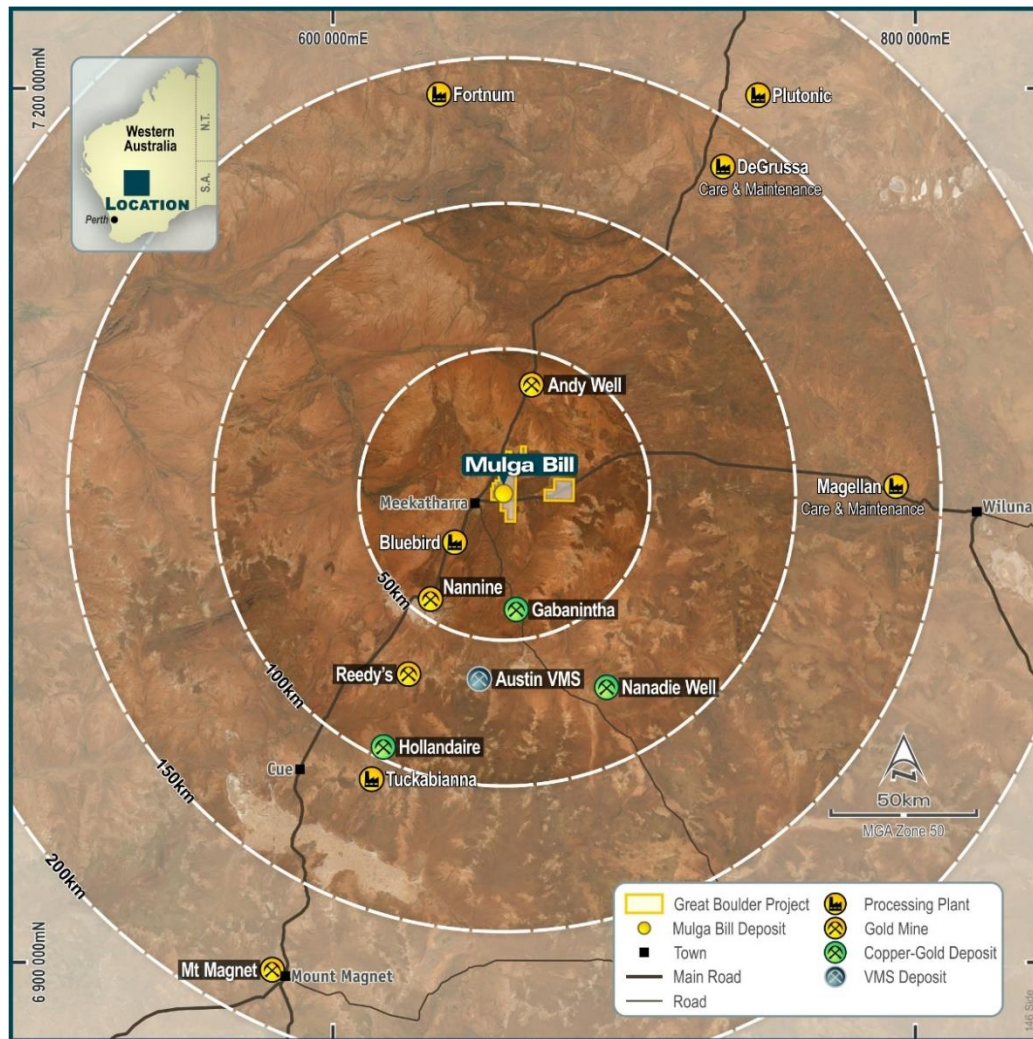 600 000mE
800 000mE
7 200 000mN
Western
Australia
N.T.
S.A.
LOCATION
Perth
Fortnum
Plutonic
DeGrussa
Care & Maintenance
Andy Well
Mulga Bill
Meekatharra
Magellan
Care & Maintenance
Wiluna
Bluebird
50km
Nannine
Gabanintha
Reedy's
Austin VMS
Nanadie Well
100km
Hollandaire
Cue
Tuckabianna
150km
N
50km
MGA Zone 50
200km
6 900 000mN
Mt Magnet
Mount Magnet
Great Boulder Project
Mulga Bill Deposit
Town
Main Road
Road
Processing Plant
Gold Mine
Copper-Gold Deposit
VMS Deposit